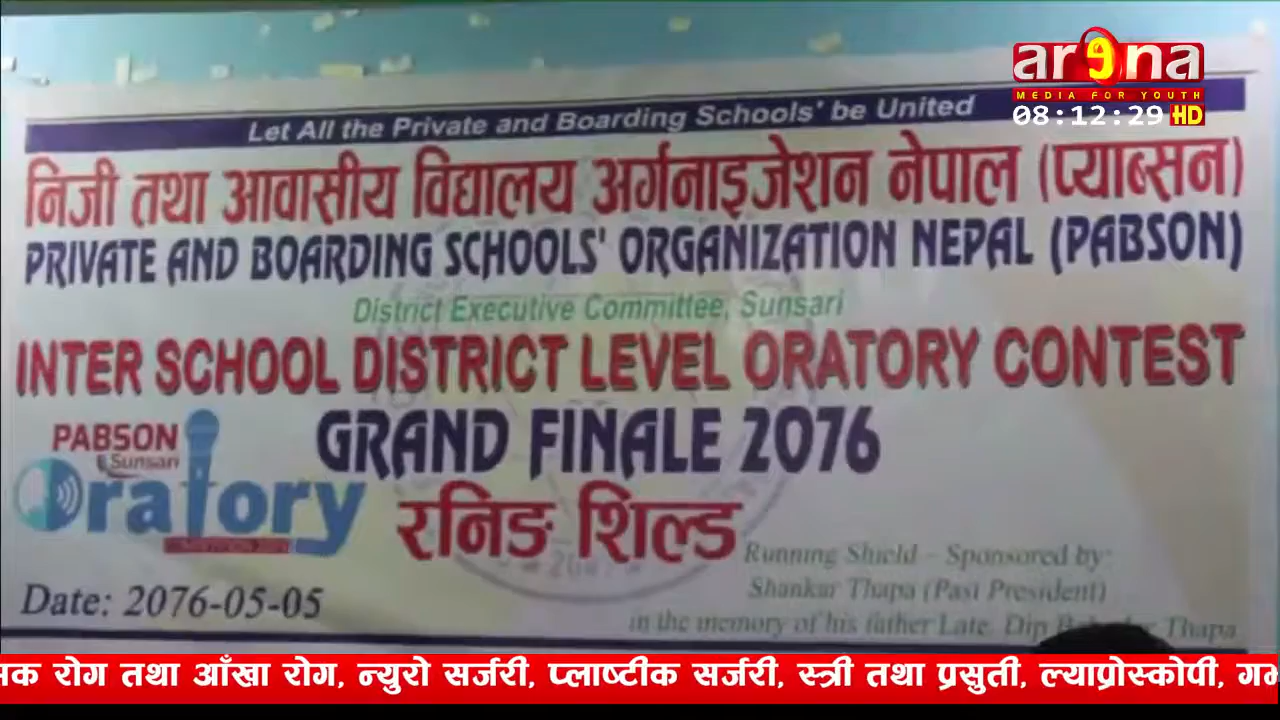 arena
MEDIA FOR YOUTH
08:12:29 HD
Let All the Private and Boarding Schools' be United
निजी तथा आवासीय विद्यालय अर्गनाइजेशन नेपाल (प्याब्सन)
PRIVATE AND BOARDING SCHOOLS' ORGANIZATION NEPAL (PABSON)
District Executive Committee, Sunsari
INTER SCHOOL DISTRICT LEVEL ORATORY CONTEST
GRAND FINALE 2076
PABSON
Sunsari
Oratory
रनिङ शिल्ड
Running Shield - Sponsored by:
Shankar Thapa (Past President)
in the memory of his father Late. Dip Thapa
Date: 2076-05-05
रोग तथा आँखा रोग, न्युरो सर्जरी, प्लाष्टीक सर्जरी, स्त्री तथा प्रसुती, ल्याप्रोस्कोपी,